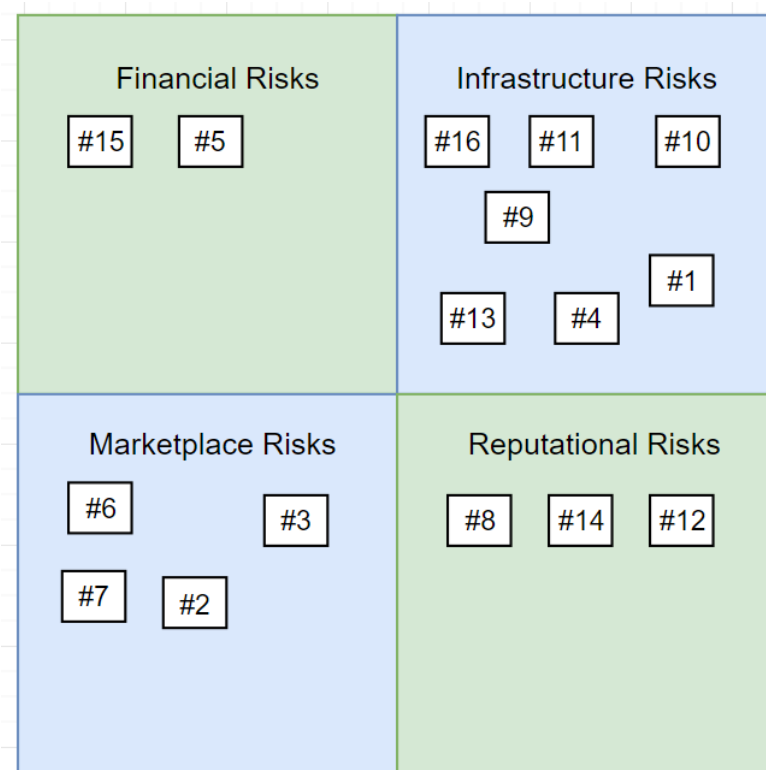 Financial Risks
#15 #5
Infrastructure Risks
#16 #11 #10
#9
#1
#13 #4
Marketplace Risks
#6
#3
#7
#2
Reputational Risks
#8 #14 #12